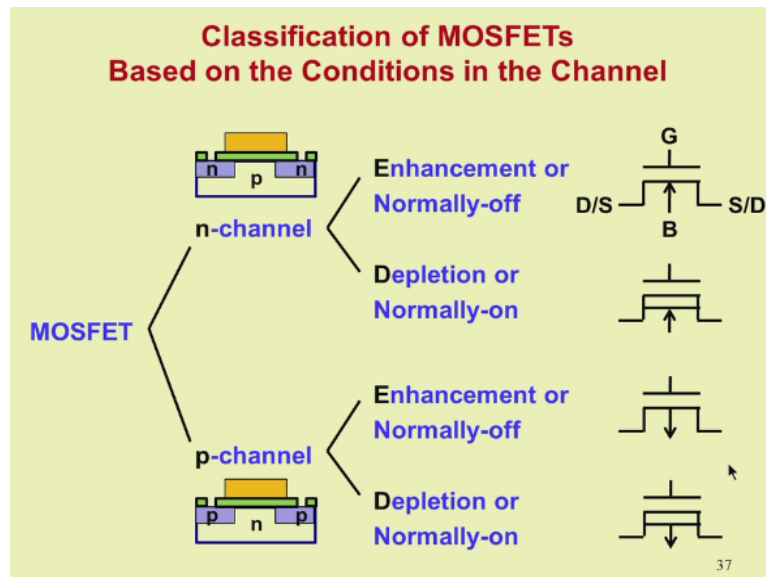 Classification of MOSFETs
Based on the Conditions in the Channel
n n
p
n-channel
Enhancement or
Normally-off
G
D/S S/D
B
Depletion or
Normally-on
MOSFET
p-channel
p p
n
Enhancement or
Normally-off
Depletion or
Normally-on
37